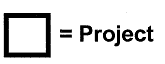 = Project